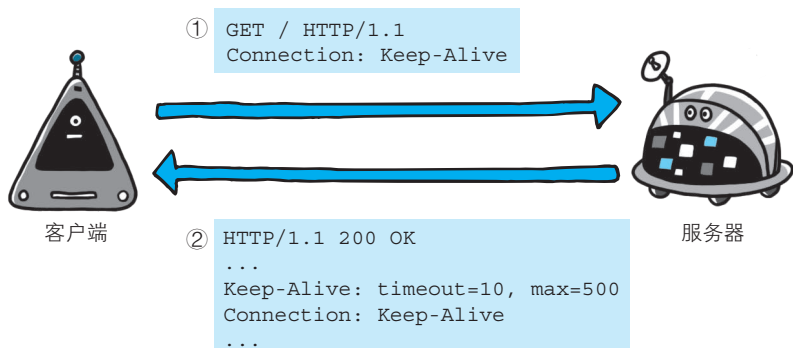 ① GET / HTTP/1.1
Connection: Keep-Alive
客户端
服务器
② HTTP/1.1 200 OK
...
Keep-Alive: timeout=10, max=500
Connection: Keep-Alive
...